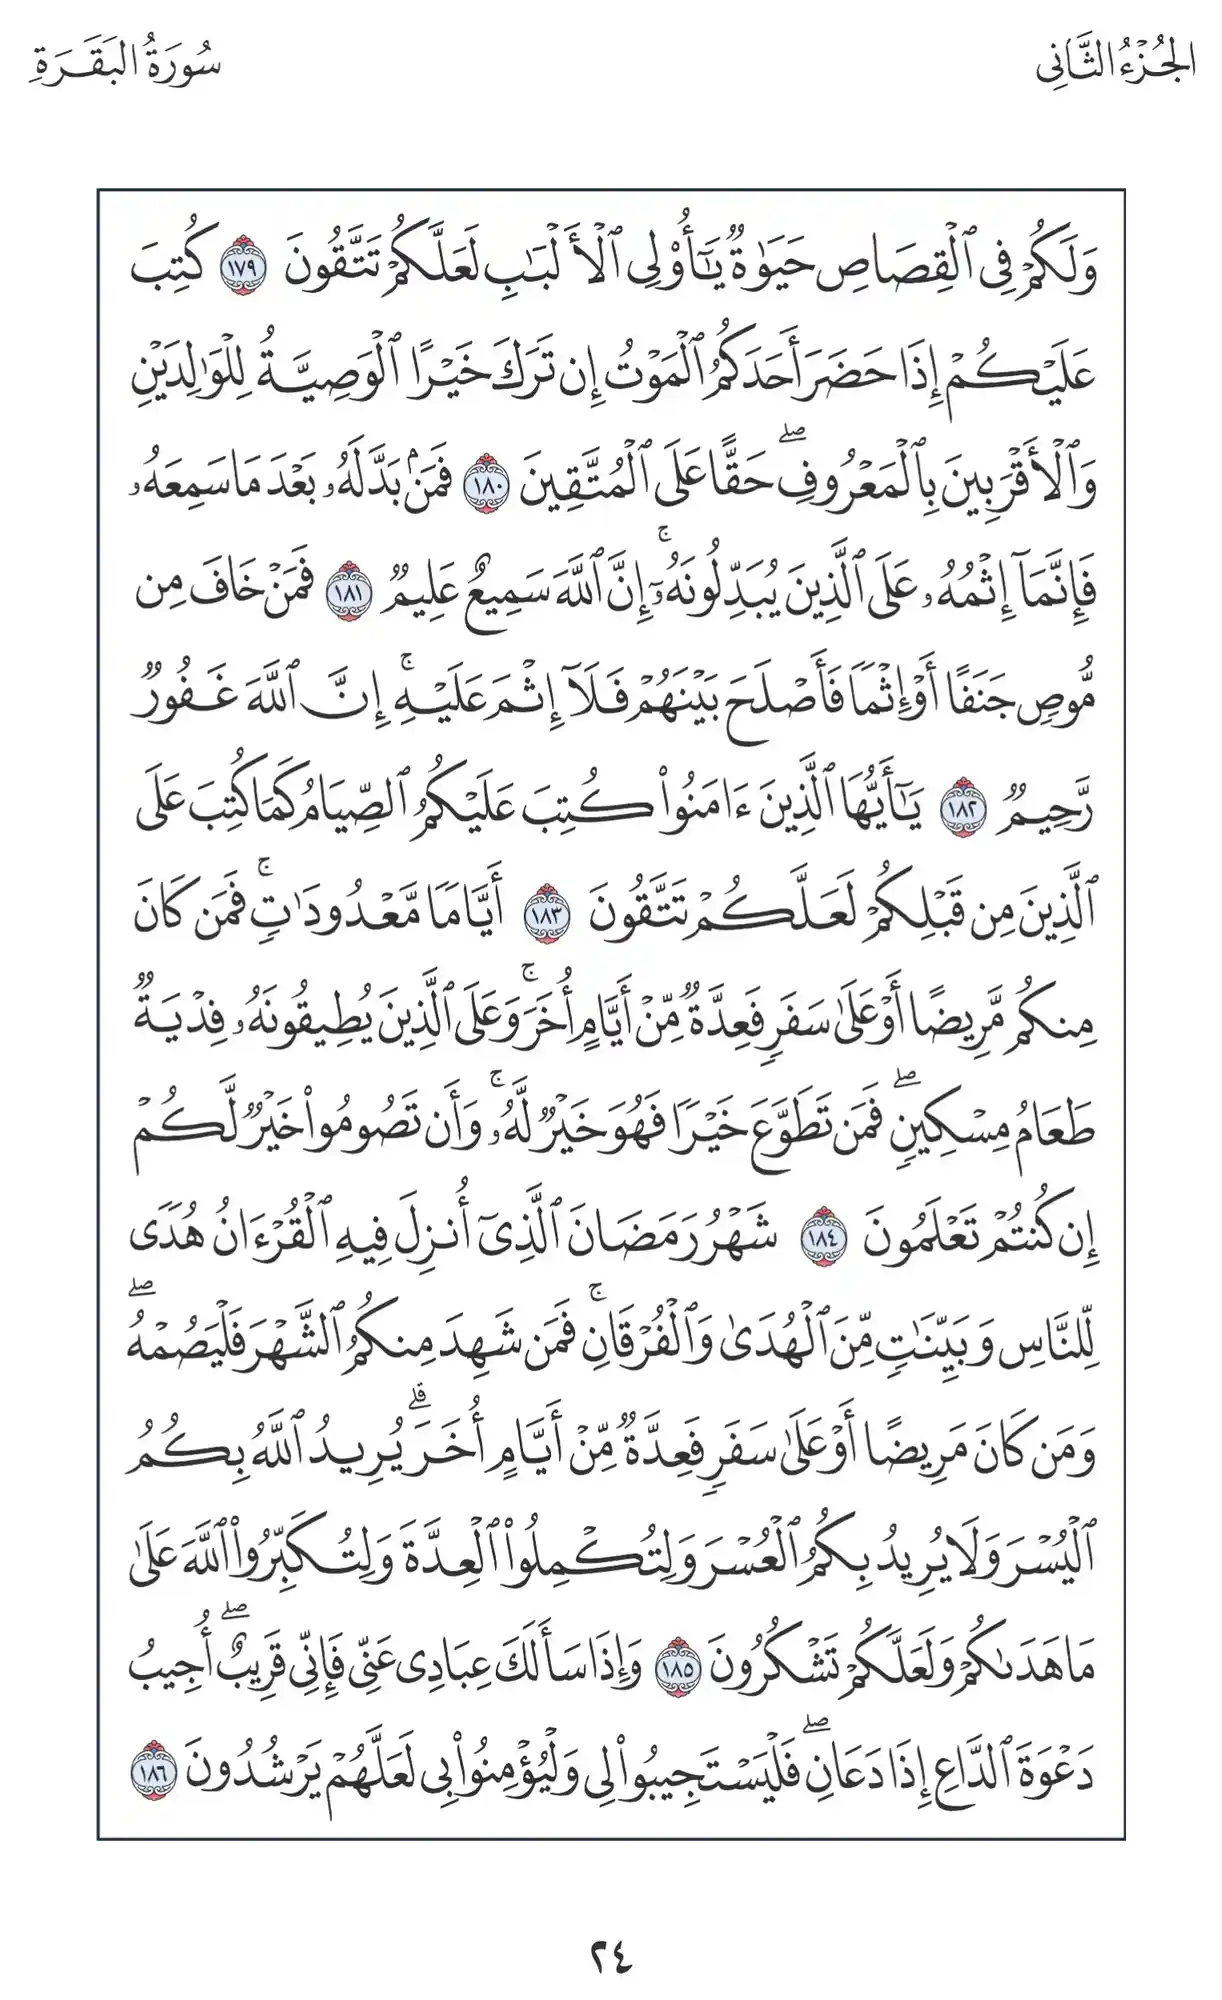 الجُزْءُ الثَّانِي
سُورَةُ البَقَرَةِ
وَلَكُمْ فِي ٱلْقِصَاصِ حَيَوٰةٌ يَٰٓأُوْلِي ٱلْأَلْبَٰبِ لَعَلَّكُمْ تَتَّقُونَ ١٧٩ كُتِبَ
عَلَيْكُمْ إِذَا حَضَرَ أَحَدَكُمُ ٱلْمَوْتُ إِن تَرَكَ خَيْرًا ٱلْوَصِيَّةُ لِلْوَٰلِدَيْنِ
وَٱلْأَقْرَبِينَ بِٱلْمَعْرُوفِۖ حَقًّا عَلَى ٱلْمُتَّقِينَ ١٨٠ فَمَنۢ بَدَّلَهُۥ بَعْدَ مَا سَمِعَهُۥ
فَإِنَّمَآ إِثْمُهُۥ عَلَى ٱلَّذِينَ يُبَدِّلُونَهُۥٓۚ إِنَّ ٱللَّهَ سَمِيعٌ عَلِيمٌ ١٨١ فَمَنْ خَافَ مِن
مُّوصٍ جَنَفًا أَوْ إِثْمًا فَأَصْلَحَ بَيْنَهُمْ فَلَآ إِثْمَ عَلَيْهِۚ إِنَّ ٱللَّهَ غَفُورٌ
رَّحِيمٌ ١٨٢ يَٰٓأَيُّهَا ٱلَّذِينَ ءَامَنُواْ كُتِبَ عَلَيْكُمُ ٱلصِّيَامُ كَمَا كُتِبَ عَلَى
ٱلَّذِينَ مِن قَبْلِكُمْ لَعَلَّكُمْ تَتَّقُونَ ١٨٣ أَيَّامًا مَّعْدُودَٰتٍۚ فَمَن كَانَ
مِنكُم مَّرِيضًا أَوْ عَلَىٰ سَفَرٍ فَعِدَّةٌ مِّنْ أَيَّامٍ أُخَرَۚ وَعَلَى ٱلَّذِينَ يُطِيقُونَهُۥ فِدْيَةٌ
طَعَامُ مِسْكِينٍۖ فَمَن تَطَوَّعَ خَيْرًا فَهُوَ خَيْرٌ لَّهُۥۚ وَأَن تَصُومُواْ خَيْرٌ لَّكُمْ
إِن كُنتُمْ تَعْلَمُونَ ١٨٤ شَهْرُ رَمَضَانَ ٱلَّذِيٓ أُنزِلَ فِيهِ ٱلْقُرْءَانُ هُدًى
لِّلنَّاسِ وَبَيِّنَٰتٍ مِّنَ ٱلْهُدَىٰ وَٱلْفُرْقَانِۚ فَمَن شَهِدَ مِنكُمُ ٱلشَّهْرَ فَلْيَصُمْهُۖ
وَمَن كَانَ مَرِيضًا أَوْ عَلَىٰ سَفَرٍ فَعِدَّةٌ مِّنْ أَيَّامٍ أُخَرَۗ يُرِيدُ ٱللَّهُ بِكُمُ
ٱلْيُسْرَ وَلَا يُرِيدُ بِكُمُ ٱلْعُسْرَ وَلِتُكْمِلُواْ ٱلْعِدَّةَ وَلِتُكَبِّرُواْ ٱللَّهَ عَلَىٰ
مَا هَدَىٰكُمْ وَلَعَلَّكُمْ تَشْكُرُونَ ١٨٥ وَإِذَا سَأَلَكَ عِبَادِي عَنِّي فَإِنِّي قَرِيبٌۖ أُجِيبُ
دَعْوَةَ ٱلدَّاعِ إِذَا دَعَانِۖ فَلْيَسْتَجِيبُواْ لِي وَلْيُؤْمِنُواْ بِي لَعَلَّهُمْ يَرْشُدُونَ ١٨٦
٢٤